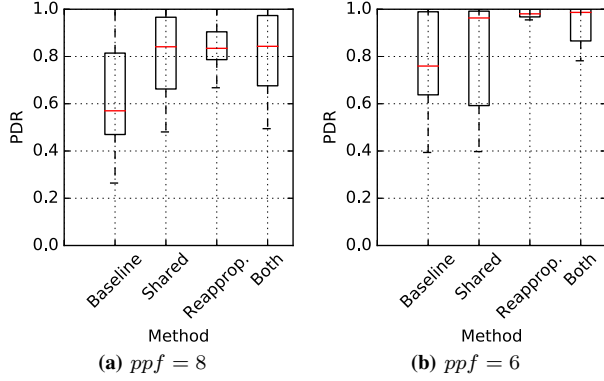 1.0
0.8
0.6
0.4
0.2
0.0
PDR
Baseline
Shared
Reapprop.
Both
Method
(a) ppf = 8
1.0
0.8
0.6
0.4
0.2
0.0
PDR
Baseline
Shared
Reapprop.
Both
Method
(b) ppf = 6